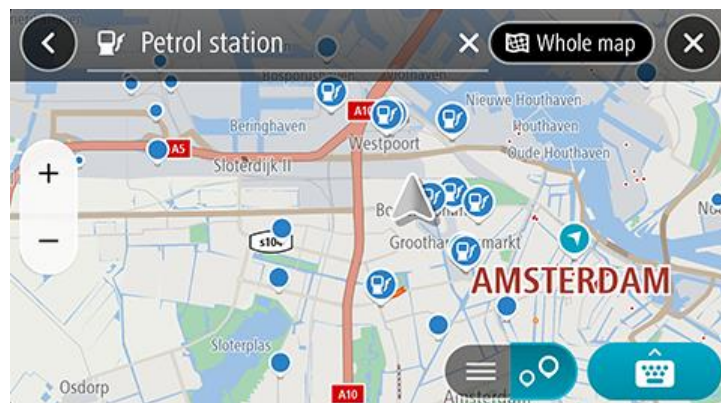 Petrol station
Whole map
Nieuwe Houthaven
A10
Beringhaven
Houthaven
Westpoort
A5
Oude Houthaven
Sloterdijk II
s104
AMSTERDAM
Sloterplas
Osdorp
A10